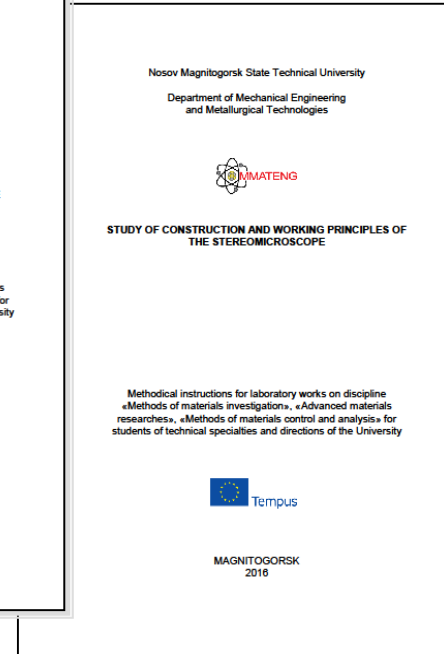 Nosov Magnitogorsk State Technical University
Department of Mechanical Engineering
and Metallurgical Technologies
MMATENG
STUDY OF CONSTRUCTION AND WORKING PRINCIPLES OF
THE STEREOMICROSCOPE
Methodical instructions for laboratory works on discipline
«Methods of materials investigation», «Advanced materials
researches», «Methods of materials control and analysis» for
students of technical specialties and directions of the University
Tempus
MAGNITOGORSK
2016